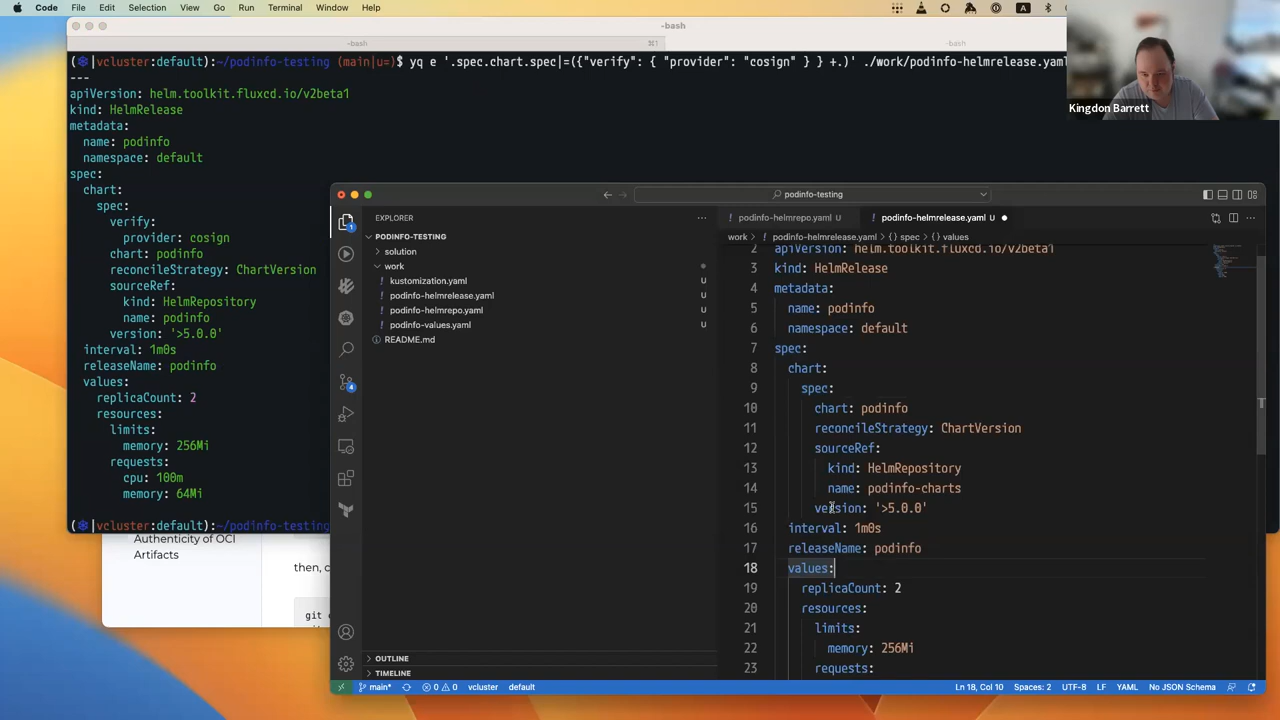 Code File Edit Selection View Go Run Terminal Window Help
A
-bash
-bash ⌘1 -bash
(⎈|vcluster:default):~/podinfo-testing (main|u=)$ yq e '.spec.chart.spec|=({"verify": { "provider": "cosign" } } +.)' ./work/podinfo-helmrelease.yaml
---
apiVersion: helm.toolkit.fluxcd.io/v2beta1
kind: HelmRelease
metadata:
  name: podinfo
  namespace: default
spec:
  chart:
    spec:
      verify:
        provider: cosign
      chart: podinfo
      reconcileStrategy: ChartVersion
      sourceRef:
        kind: HelmRepository
        name: podinfo
      version: '>5.0.0'
  interval: 1m0s
  releaseName: podinfo
  values:
    replicaCount: 2
    resources:
      limits:
        memory: 256Mi
      requests:
        cpu: 100m
        memory: 64Mi
(⎈|vcluster:default):~/podinfo-testing
Kingdon Barrett
Authenticity of OCI
Artifacts
then, c
git c
podinfo-testing
EXPLORER ...
PODINFO-TESTING
solution
work
kustomization.yaml U
podinfo-helmrelease.yaml U
podinfo-helmrepo.yaml U
podinfo-values.yaml U
README.md
OUTLINE
TIMELINE
1
4
podinfo-helmrepo.yaml U podinfo-helmrelease.yaml U
work > podinfo-helmrelease.yaml > {} spec > {} values
2 apiVersion: helm.toolkit.fluxcd.io/v2beta1
3 kind: HelmRelease
4 metadata:
5   name: podinfo
6   namespace: default
7 spec:
8   chart:
9     spec:
10       chart: podinfo
11       reconcileStrategy: ChartVersion
12       sourceRef:
13         kind: HelmRepository
14         name: podinfo-charts
15       version: '>5.0.0'
16   interval: 1m0s
17   releaseName: podinfo
18   values:
19     replicaCount: 2
20     resources:
21       limits:
22         memory: 256Mi
23       requests:
main* 0 0 vcluster default Ln 18, Col 10 Spaces: 2 UTF-8 LF YAML No JSON Schema